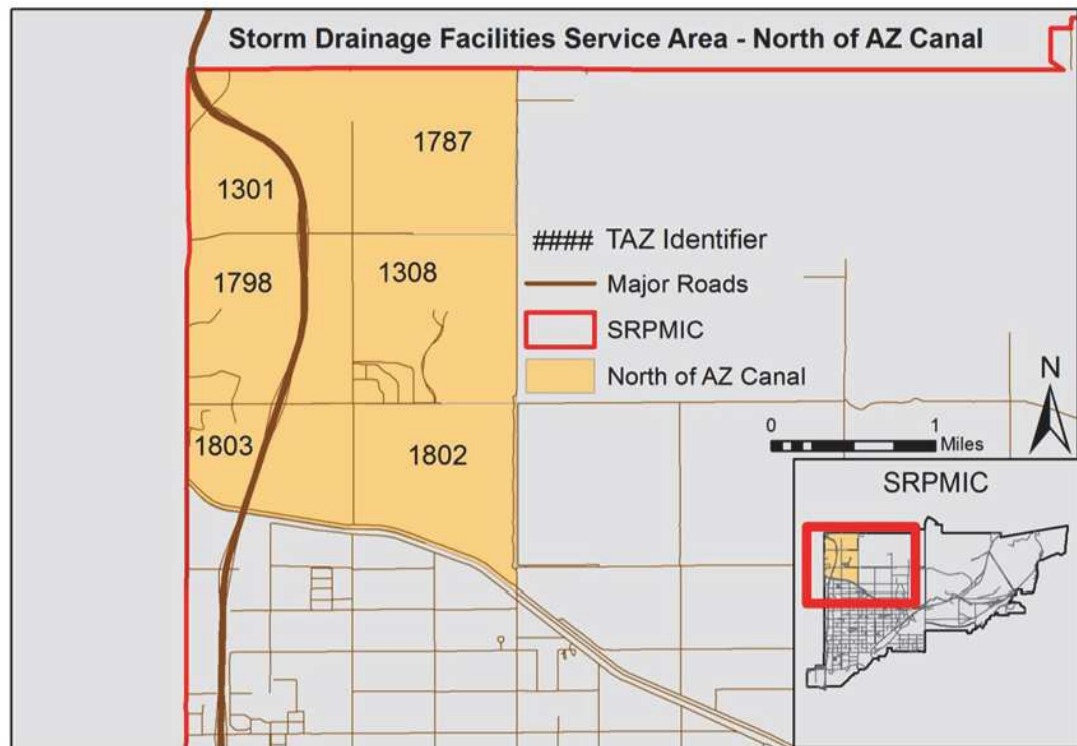 Storm Drainage Facilities Service Area - North of AZ Canal
1787
1301
#### TAZ Identifier
1798
1308
Major Roads
SRPMIC
North of AZ Canal
N
0 1
Miles
1803
1802
SRPMIC